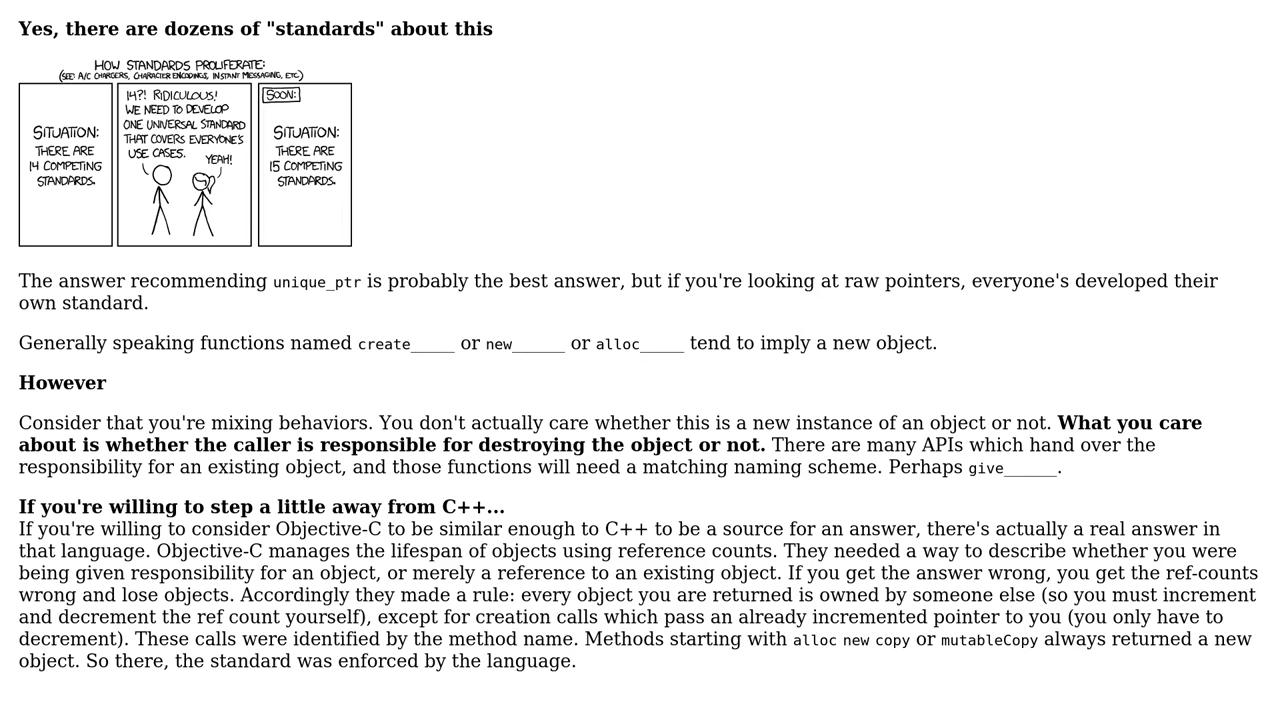 Yes, there are dozens of "standards" about this
HOW STANDARDS PROLIFERATE:
(SEE: A/C CHARGERS, CHARACTER ENCODINGS, INSTANT MESSAGING, ETC.)
SITUATION:
THERE ARE
14 COMPETING
STANDARDS.
14?! RIDICULOUS!
WE NEED TO DEVELOP
ONE UNIVERSAL STANDARD
THAT COVERS EVERYONE'S
USE CASES.
YEAH!
SOON:
SITUATION:
THERE ARE
15 COMPETING
STANDARDS.
The answer recommending unique_ptr is probably the best answer, but if you're looking at raw pointers, everyone's developed their
own standard.
Generally speaking functions named create_____ or new______ or alloc_____ tend to imply a new object.
However
Consider that you're mixing behaviors. You don't actually care whether this is a new instance of an object or not. What you care
about is whether the caller is responsible for destroying the object or not. There are many APIs which hand over the
responsibility for an existing object, and those functions will need a matching naming scheme. Perhaps give______.
If you're willing to step a little away from C++...
If you're willing to consider Objective-C to be similar enough to C++ to be a source for an answer, there's actually a real answer in
that language. Objective-C manages the lifespan of objects using reference counts. They needed a way to describe whether you were
being given responsibility for an object, or merely a reference to an existing object. If you get the answer wrong, you get the ref-counts
wrong and lose objects. Accordingly they made a rule: every object you are returned is owned by someone else (so you must increment
and decrement the ref count yourself), except for creation calls which pass an already incremented pointer to you (you only have to
decrement). These calls were identified by the method name. Methods starting with alloc new copy or mutableCopy always returned a new
object. So there, the standard was enforced by the language.